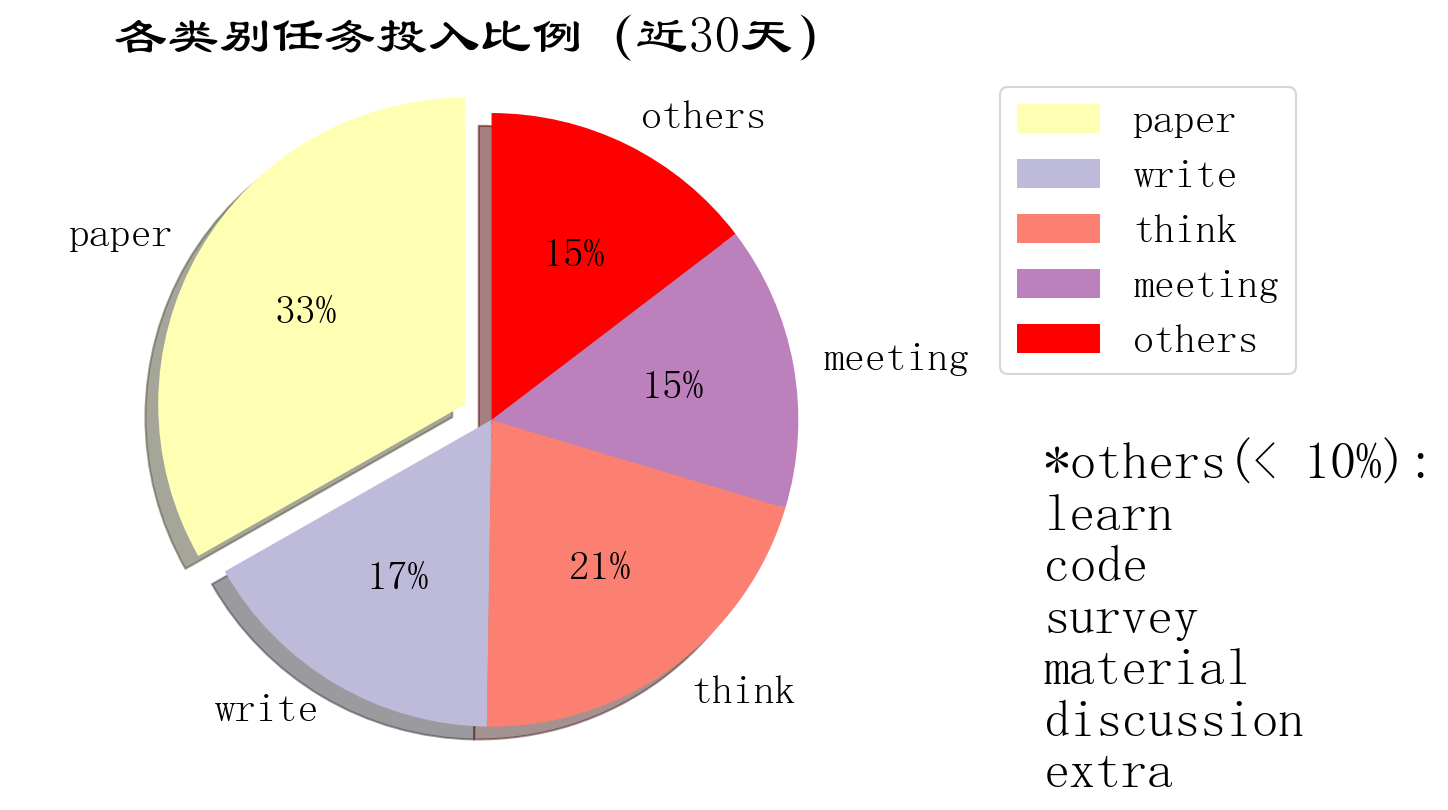 各类别任务投入比例 (近30天)
others
paper
15%
33%
meeting
15%
21%
17%
think
write
paper
write
think
meeting
others
*others(< 10%):
learn
code
survey
material
discussion
extra